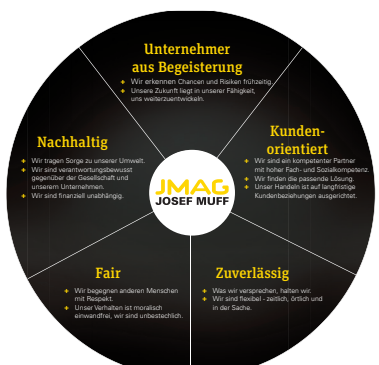 Unternehmer
aus Begeisterung
+ Wir erkennen Chancen und Risiken frühzeitig.
+ Unsere Zukunft liegt in unserer Fähigkeit,
uns weiterzuentwickeln.
Kunden-
orientiert
+ Wir sind ein kompetenter Partner
mit hoher Fach- und Sozialkompetenz.
+ Wir finden die passende Lösung.
+ Unser Handeln ist auf langfristige
Kundenbeziehungen ausgerichtet.
Nachhaltig
+ Wir tragen Sorge zu unserer Umwelt.
+ Wir sind verantwortungsbewusst
gegenüber der Gesellschaft und
unserem Unternehmen.
+ Wir sind finanziell unabhängig.
JMAG
JOSEF MUFF
Fair
+ Wir begegnen anderen Menschen
mit Respekt.
+ Unser Verhalten ist moralisch
einwandfrei, wir sind unbestechlich.
Zuverlässig
+ Was wir versprechen, halten wir.
+ Wir sind flexibel - zeitlich, örtlich und
in der Sache.